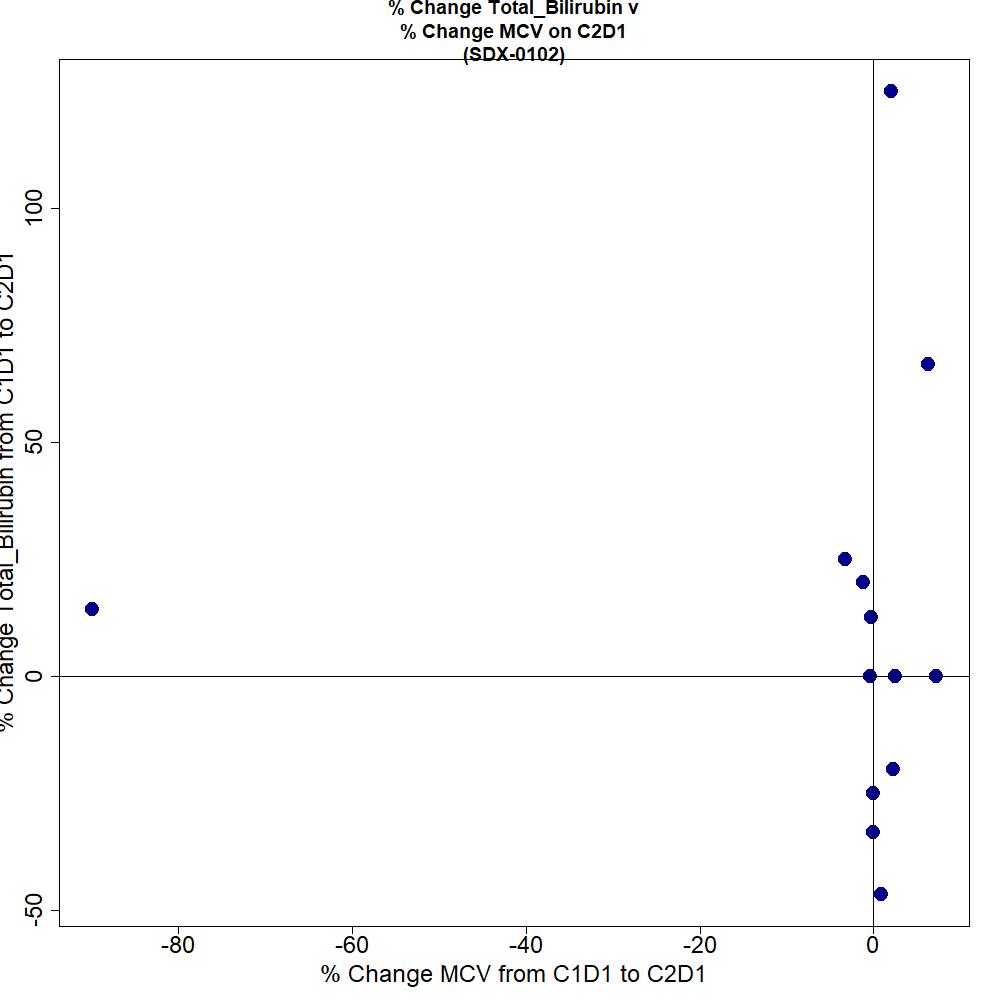 % Change Total_Bilirubin v
% Change MCV on C2D1
(SDX-0102)
% Change Total_Bilirubin from C1D1 to C2D1
100
50
0
-50
-80
-60
-40
-20
0
% Change MCV from C1D1 to C2D1